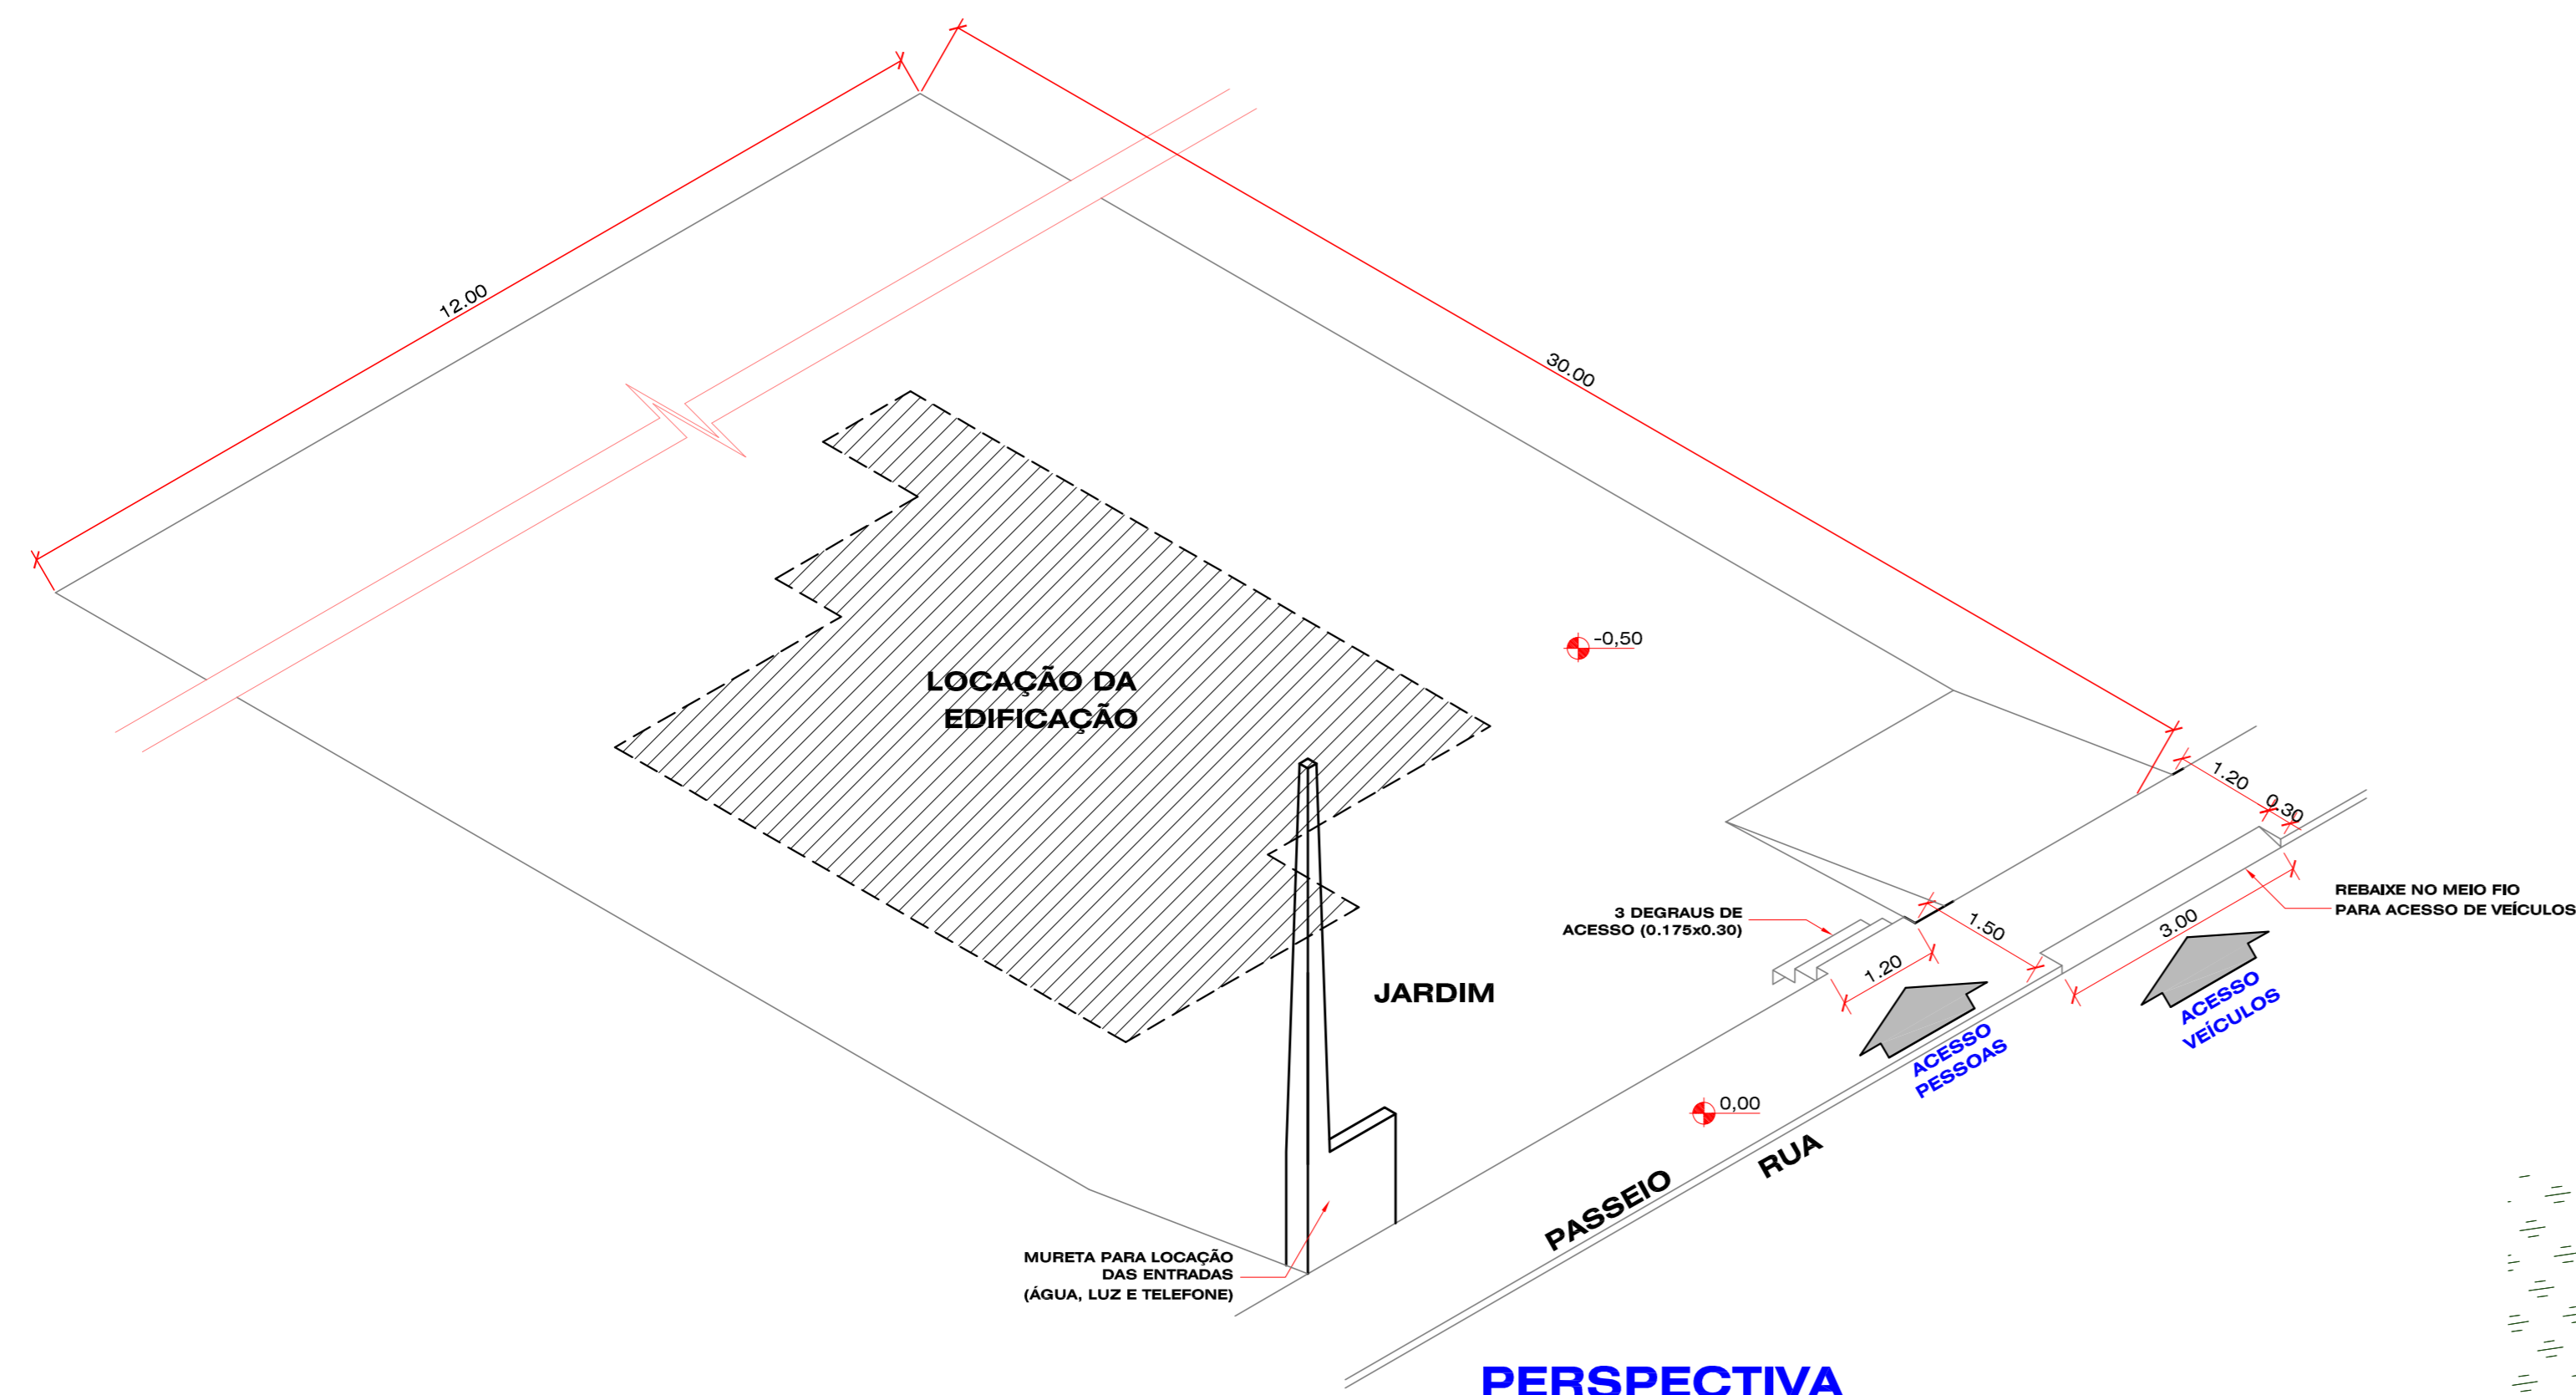 12.00
30.00
-0,50
LOCAÇÃO DA
EDIFICAÇÃO
1.20
0.30
REBAIXE NO MEIO FIO
PARA ACESSO DE VEÍCULOS
3 DEGRAUS DE
ACESSO (0.175x0.30)
1.50
3.00
1.20
JARDIM
ACESSO
VEÍCULOS
ACESSO
PESSOAS
0,00
RUA
PASSEIO
MURETA PARA LOCAÇÃO
DAS ENTRADAS
(ÁGUA, LUZ E TELEFONE)
PERSPECTIVA